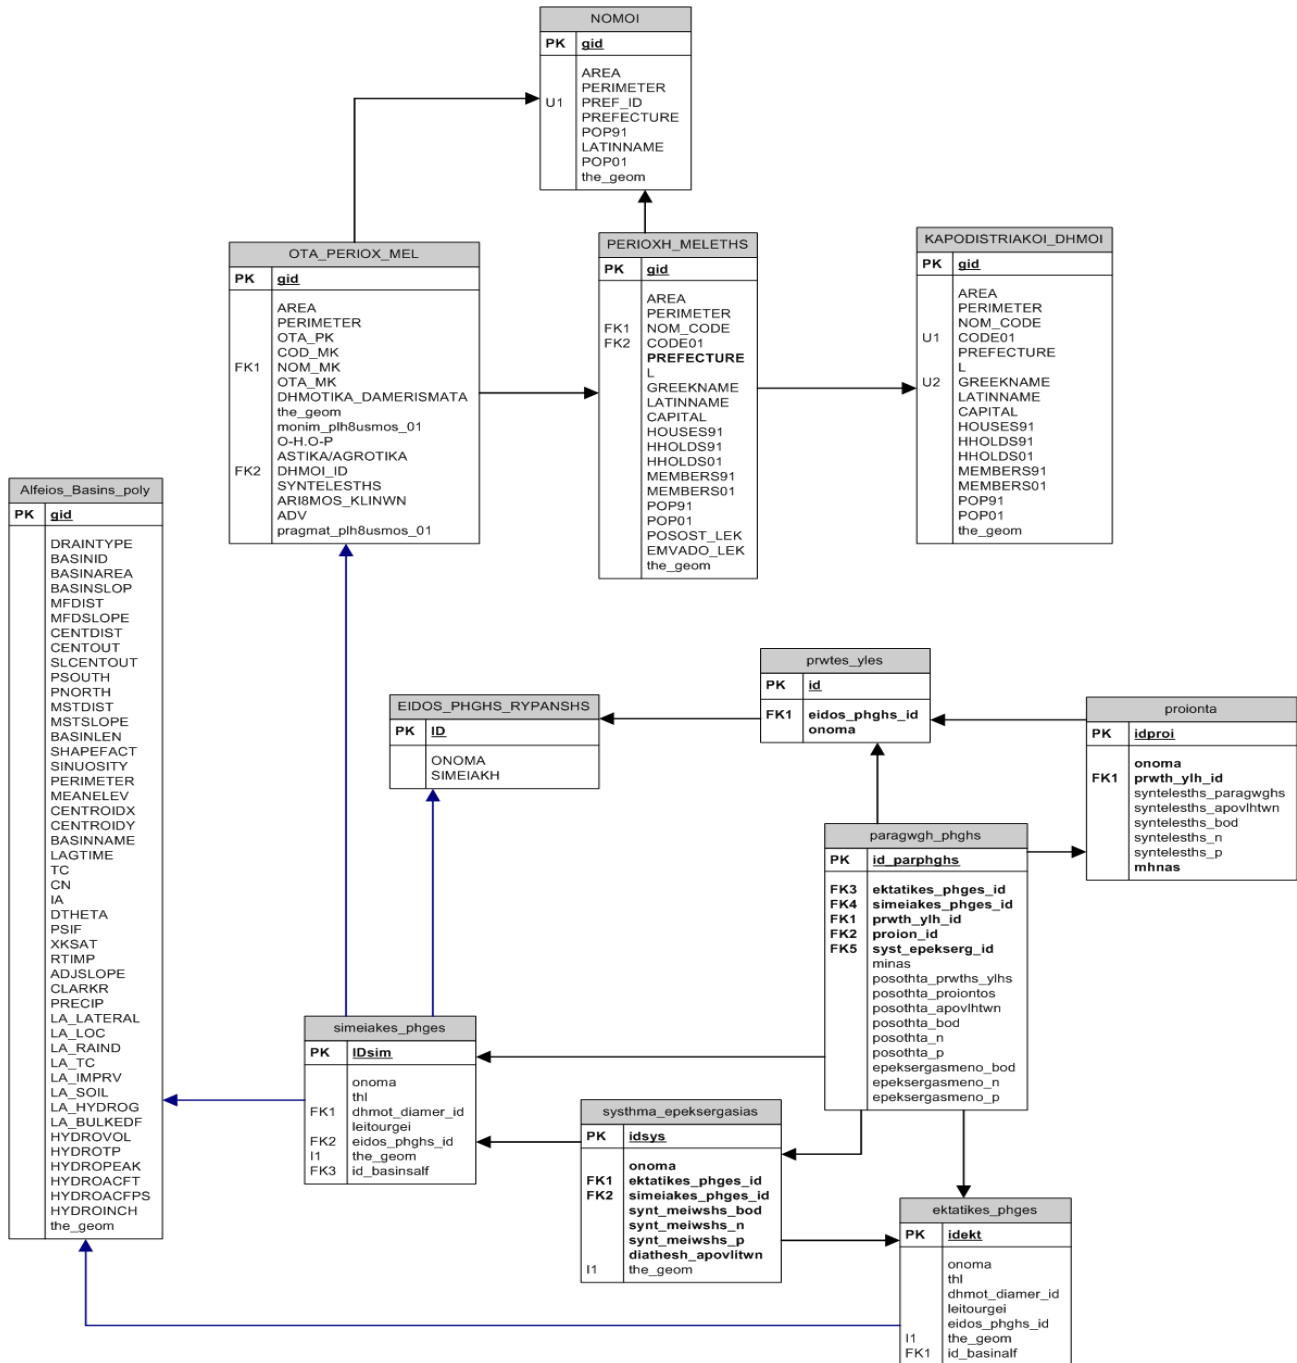 NOMOI
PK gid
AREA
PERIMETER
U1 PREF_ID
PREFECTURE
POP91
LATINNAME
POP01
the_geom
OTA_PERIOX_MEL
PK gid
AREA
PERIMETER
OTA_PK
COD_MK
FK1 NOM_MK
OTA_MK
DHMOTIKA_DAMERISMATA
the_geom
monim_plh8usmos_01
O-H.O-P
ASTIKA/AGROTIKA
FK2 DHMOI_ID
SYNTELESTHS
ARI8MOS_KLINWN
ADV
pragmat_plh8usmos_01
PERIOXH_MELETHS
PK gid
AREA
PERIMETER
FK1 NOM_CODE
FK2 CODE01
PREFECTURE
L
GREEKNAME
LATINNAME
CAPITAL
HOUSES91
HHOLDS91
HHOLDS01
MEMBERS91
MEMBERS01
POP91
POP01
POSOST_LEK
EMVADO_LEK
the_geom
KAPODISTRIAKOI_DHMOI
PK gid
AREA
PERIMETER
NOM_CODE
U1 CODE01
PREFECTURE
L
U2 GREEKNAME
LATINNAME
CAPITAL
HOUSES91
HHOLDS91
HHOLDS01
MEMBERS91
MEMBERS01
POP91
POP01
the_geom
Alfeios_Basins_poly
PK gid
DRAINTYPE
BASINID
BASINAREA
BASINSLOP
MFDIST
MFDSLOPE
CENTDIST
CENTOUT
SLCENTOUT
PSOUTH
PNORTH
MSTDIST
MSTSLOPE
BASINLEN
SHAPEFACT
SINUOSITY
PERIMETER
MEANELEV
CENTROIDX
CENTROIDY
BASINNAME
LAGTIME
TC
CN
IA
DTHETA
PSIF
XKSAT
RTIMP
ADJSLOPE
CLARKR
PRECIP
LA_LATERAL
LA_LOC
LA_RAIND
LA_TC
LA_IMPRV
LA_SOIL
LA_HYDROG
LA_BULKEDF
HYDROVOL
HYDROTP
HYDROPEAK
HYDROACFT
HYDROACFPS
HYDROINCH
the_geom
EIDOS_PHGHS_RYPANSHS
PK ID
ONOMA
SIMEIAKH
prwtes_yles
PK id
FK1 eidos_phghs_id
onoma
proionta
PK idproi
onoma
FK1 prwth_ylh_id
syntelesths_paragwghs
syntelesths_apovlhtwn
syntelesths_bod
syntelesths_n
syntelesths_p
mhnas
paragwgh_phghs
PK id_parphghs
FK3 ektatikes_phges_id
FK4 simeiakes_phges_id
FK1 prwth_ylh_id
FK2 proion_id
FK5 syst_epekserg_id
minas
posothta_prwths_ylhs
posothta_proiontos
posothta_apovlhtwn
posothta_bod
posothta_n
posothta_p
epeksergasmeno_bod
epeksergasmeno_n
epeksergasmeno_p
simeiakes_phges
PK IDsim
onoma
thl
FK1 dhmot_diamer_id
leitourgei
FK2 eidos_phghs_id
I1 the_geom
FK3 id_basinsalf
systhma_epeksergasias
PK idsys
onoma
FK1 ektatikes_phges_id
FK2 simeiakes_phges_id
synt_meiwshs_bod
synt_meiwshs_n
synt_meiwshs_p
diathesh_apovlitwn
I1 the_geom
ektatikes_phges
PK idekt
onoma
thl
dhmot_diamer_id
leitourgei
eidos_phghs_id
I1 the_geom
FK1 id_basinalf